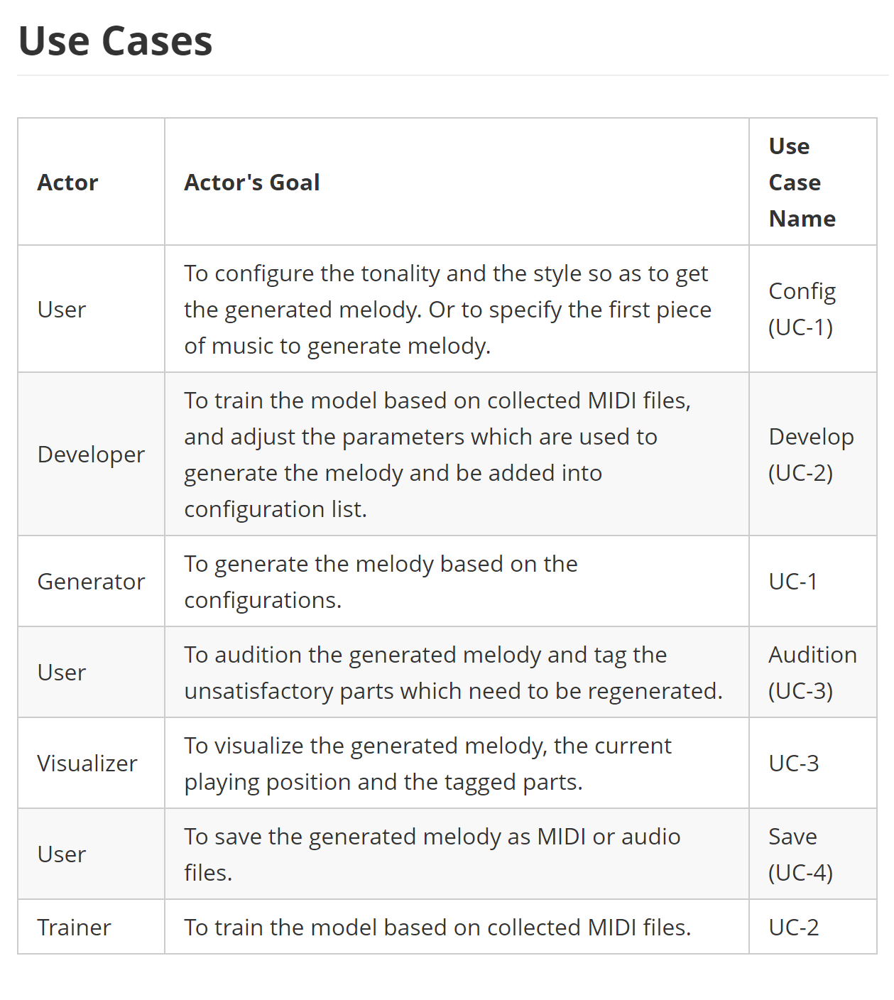 Use Cases
Actor
Actor's Goal
Use
Case
Name
User
To configure the tonality and the style so as to get
the generated melody. Or to specify the first piece
of music to generate melody.
Config
(UC-1)
Developer
To train the model based on collected MIDI files,
and adjust the parameters which are used to
generate the melody and be added into
configuration list.
Develop
(UC-2)
Generator
To generate the melody based on the
configurations.
UC-1
User
To audition the generated melody and tag the
unsatisfactory parts which need to be regenerated.
Audition
(UC-3)
Visualizer
To visualize the generated melody, the current
playing position and the tagged parts.
UC-3
User
To save the generated melody as MIDI or audio
files.
Save
(UC-4)
Trainer
To train the model based on collected MIDI files.
UC-2